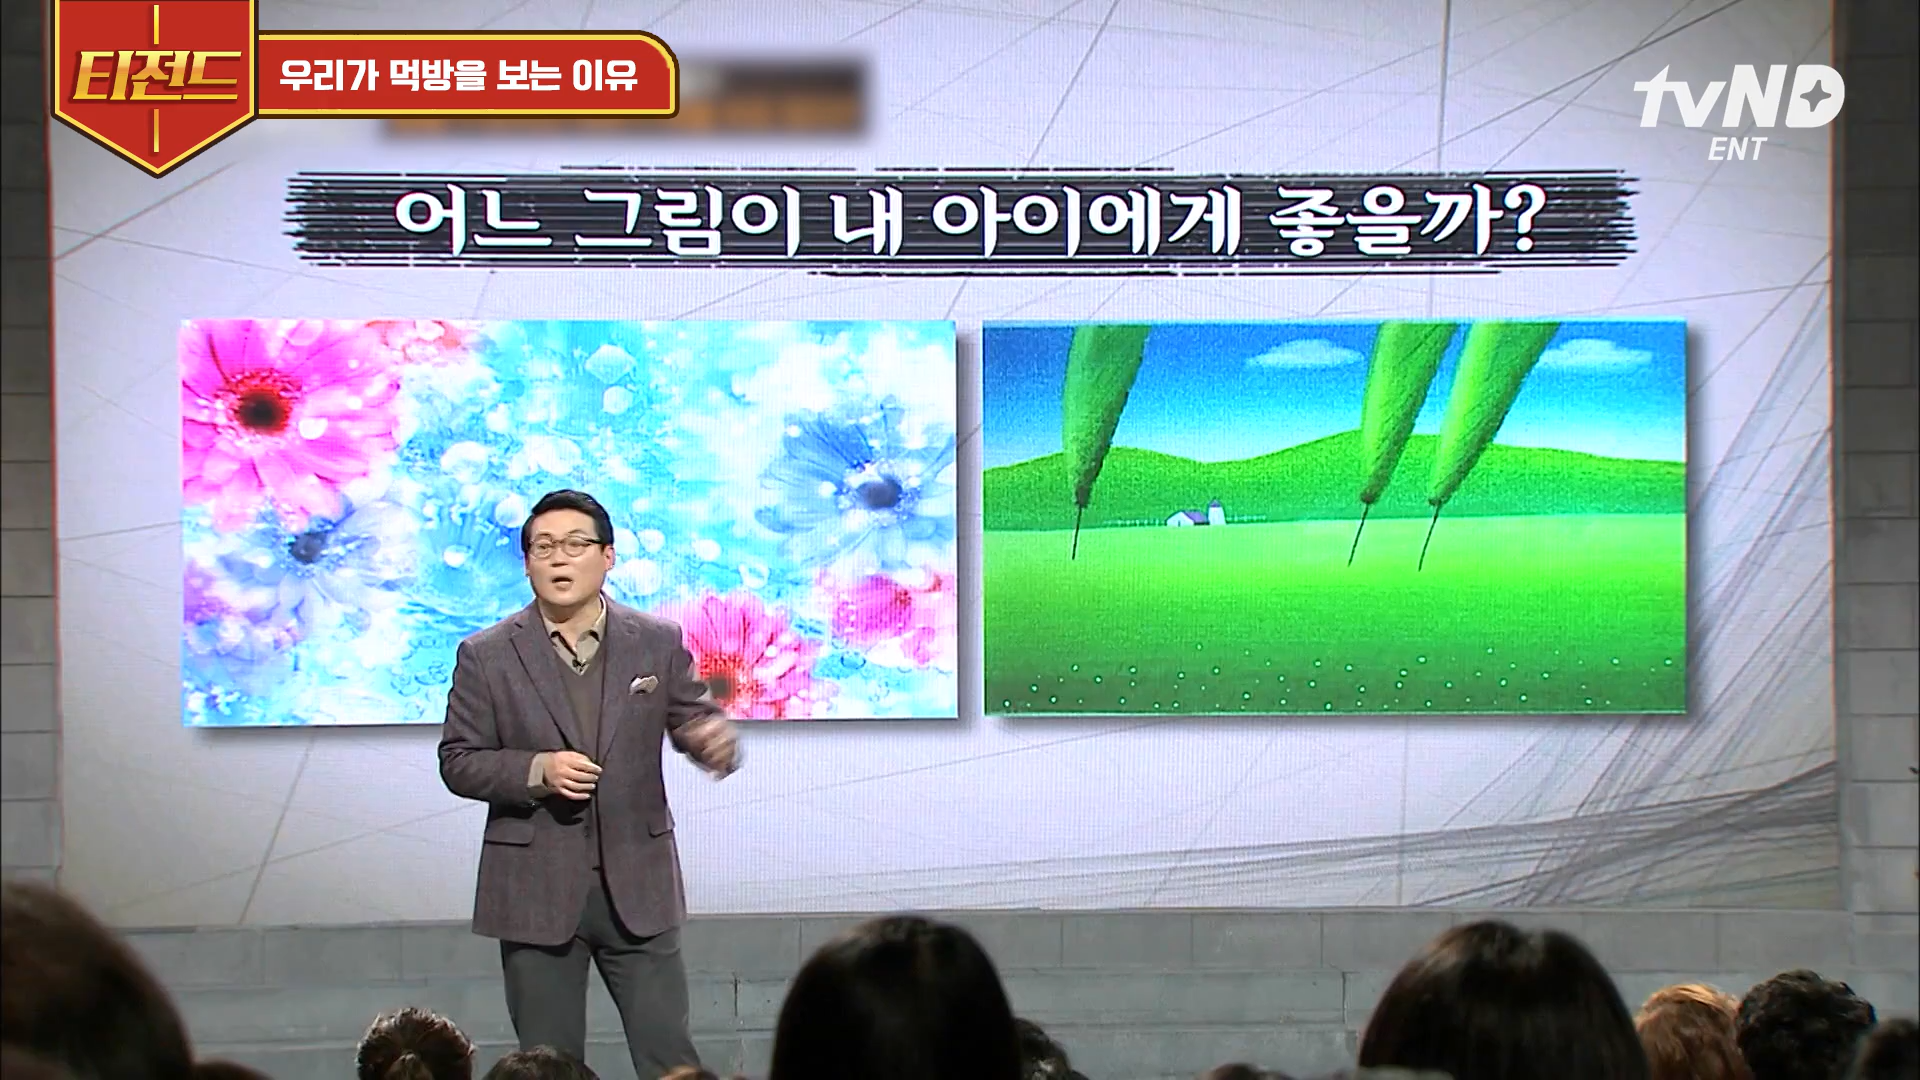 티전드
우리가 먹방을 보는 이유
tvND
ENT
어느 그림이 내 아이에게 좋을까?